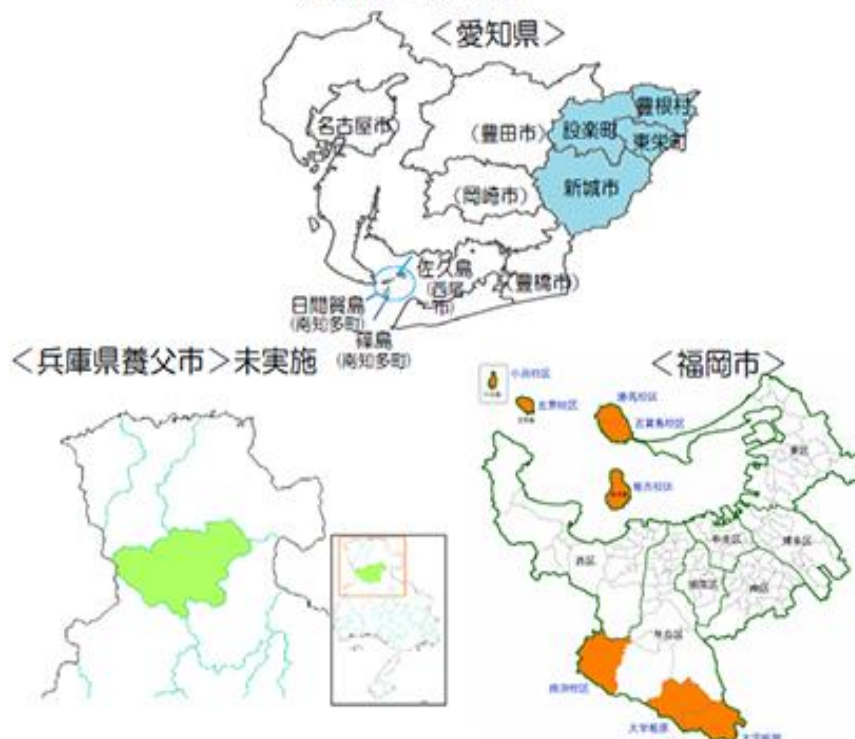 ＜愛知県＞
豊根村
名古屋市）
（豊田市）
設楽町
東栄町
（岡崎市）
新城市
佐久島
（西尾市）
（豊橋市）
日間賀島
（南知多町）
篠島
（南知多町）
＜兵庫県養父市＞未実施
＜福岡市＞
小呂校区
玄界校区
勝馬校区
志賀島校区
能古校区
東区
西区
中央区
博多区
城南区
南区
早良区
曲渕校区